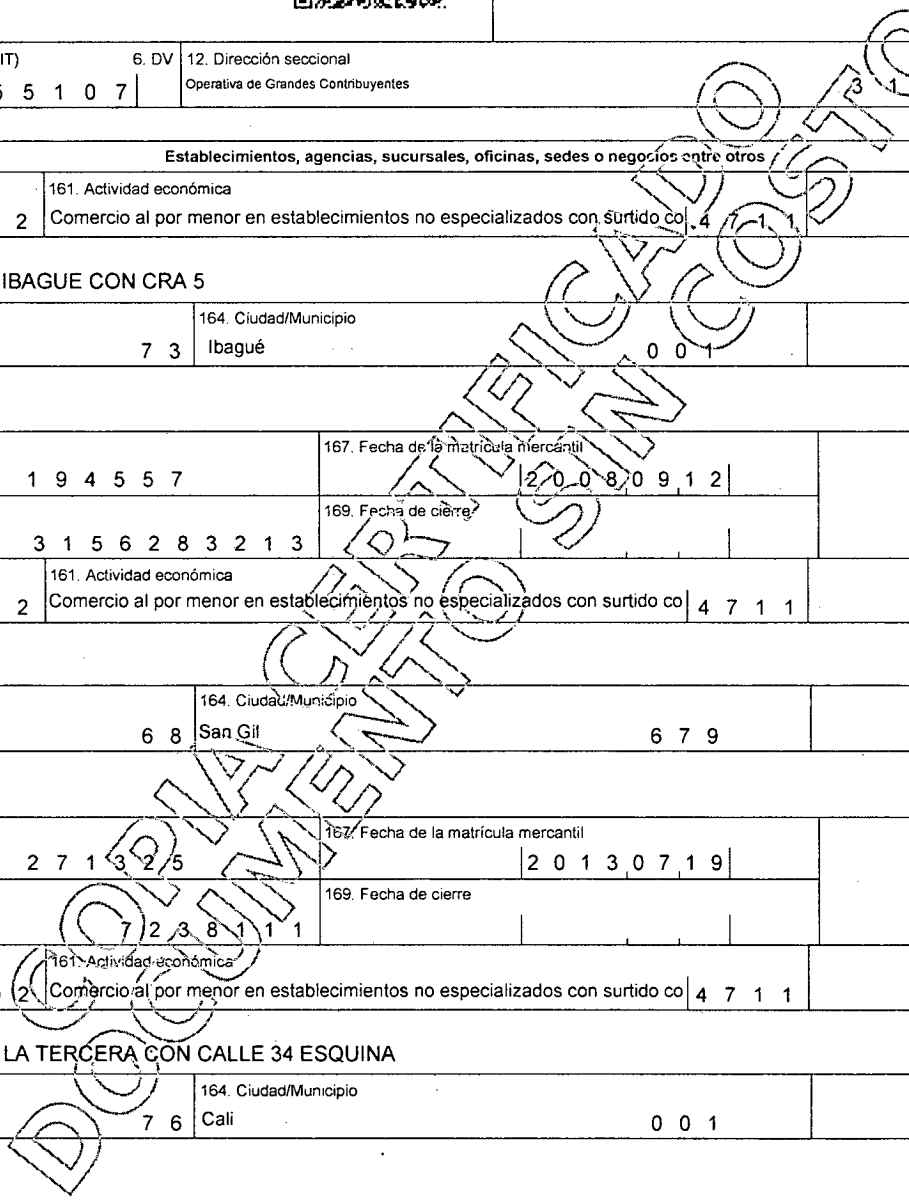 IT) 6. DV 12. Dirección seccional
5 5 1 0 7 Operativa de Grandes Contribuyentes 3 1
Establecimientos, agencias, sucursales, oficinas, sedes o negocios entre otros
161. Actividad económica
2 Comercio al por menor en establecimientos no especializados con surtido co 4 7 1 1
IBAGUE CON CRA 5
164. Ciudad/Municipio
7 3 Ibagué 0 0 1
167. Fecha de la matrícula mercantil
1 9 4 5 5 7 2 0 0 8 0 9 1 2
169. Fecha de cierre
3 1 5 6 2 8 3 2 1 3
161. Actividad económica
2 Comercio al por menor en establecimientos no especializados con surtido co 4 7 1 1
164. Ciudad/Municipio
6 8 San Gil 6 7 9
167. Fecha de la matrícula mercantil
2 7 1 3 2 5 2 0 1 3 0 7 1 9
169. Fecha de cierre
7 2 3 8 1 1 1
161. Actividad económica
2 Comercio al por menor en establecimientos no especializados con surtido co 4 7 1 1
LA TERCERA CON CALLE 34 ESQUINA
164. Ciudad/Municipio
7 6 Cali 0 0 1
COPIA CERTIFICADO
DOCUMENTO SIN COSTO